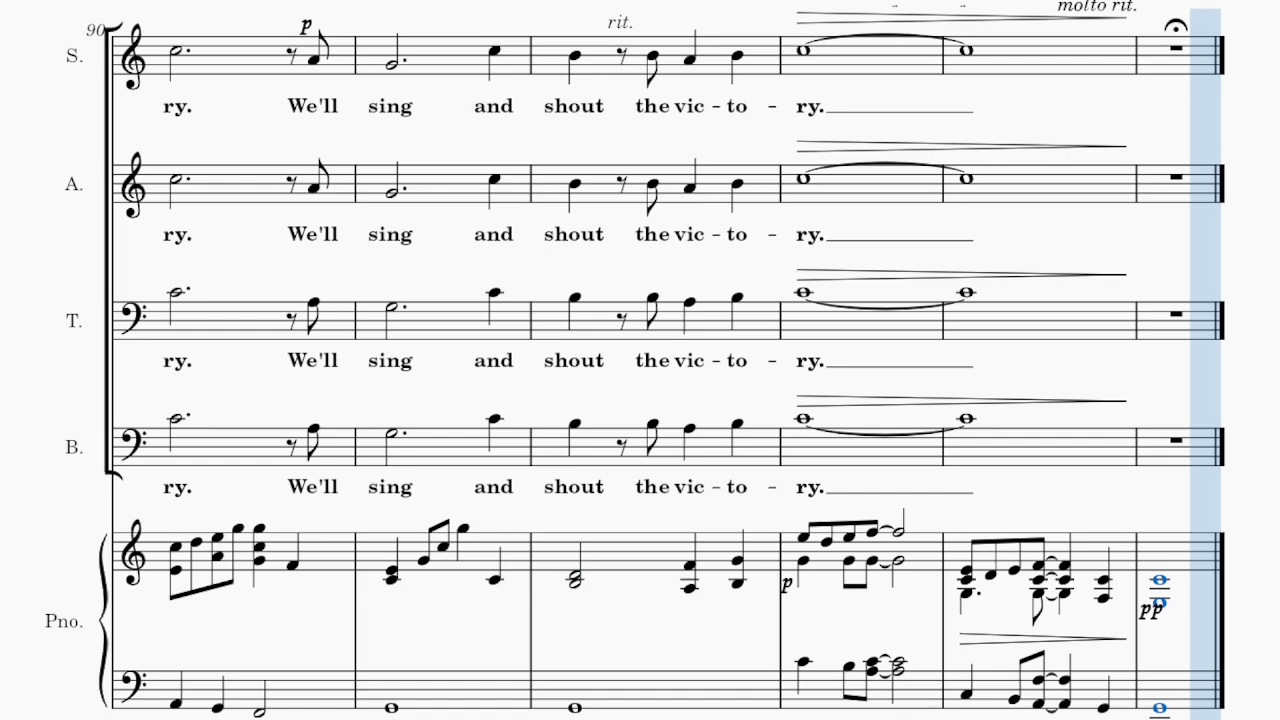 molto rit.
90
p
rit.
S.
ry. We'll sing and shout the vic - to - ry.
A.
ry. We'll sing and shout the vic - to - ry.
T.
ry. We'll sing and shout the vic - to - ry.
B.
ry. We'll sing and shout the vic - to - ry.
p
pp
Pno.